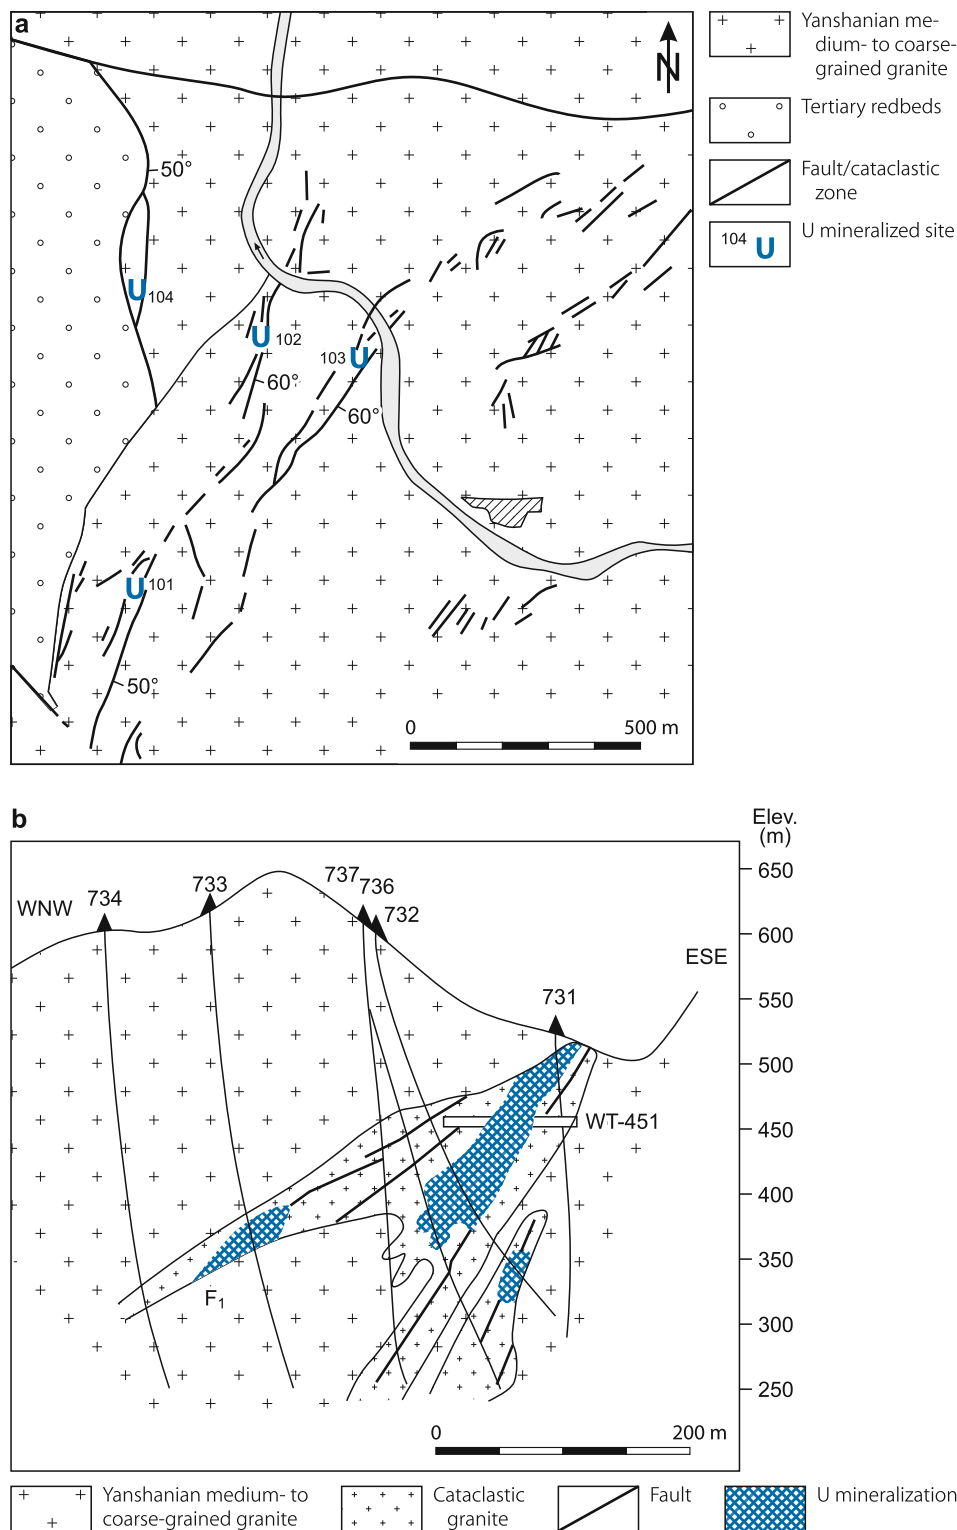 a
N
Yanshanian me-
dium- to coarse-
grained granite
Tertiary redbeds
Fault/cataclastic
zone
104 U
U mineralized site
50°
U 104
U 102
103 U
60°
60°
U 101
50°
0 500 m
b
Elev.
(m)
WNW
734
733
737
736
732
ESE
731
WT-451
F1
650
600
550
500
450
400
350
300
250
0 200 m
Yanshanian medium- to
coarse-grained granite
Cataclastic
granite
Fault
U mineralization